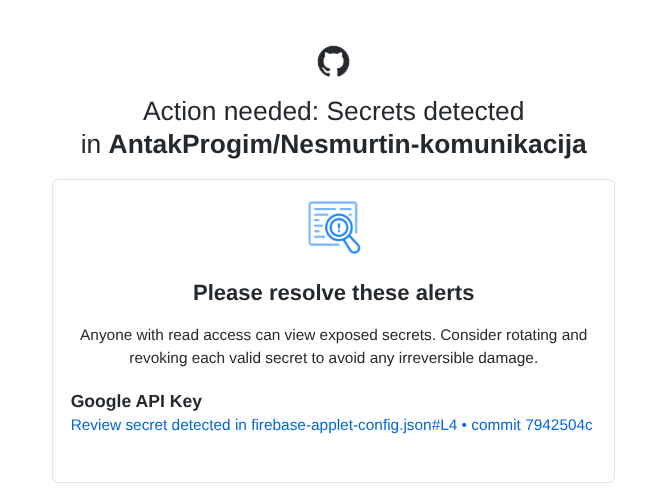 Action needed: Secrets detected
in AntakProgim/Nesmurtin-komunikacija
Please resolve these alerts
Anyone with read access can view exposed secrets. Consider rotating and
revoking each valid secret to avoid any irreversible damage.
Google API Key
Review secret detected in firebase-applet-config.json#L4 • commit 7942504c